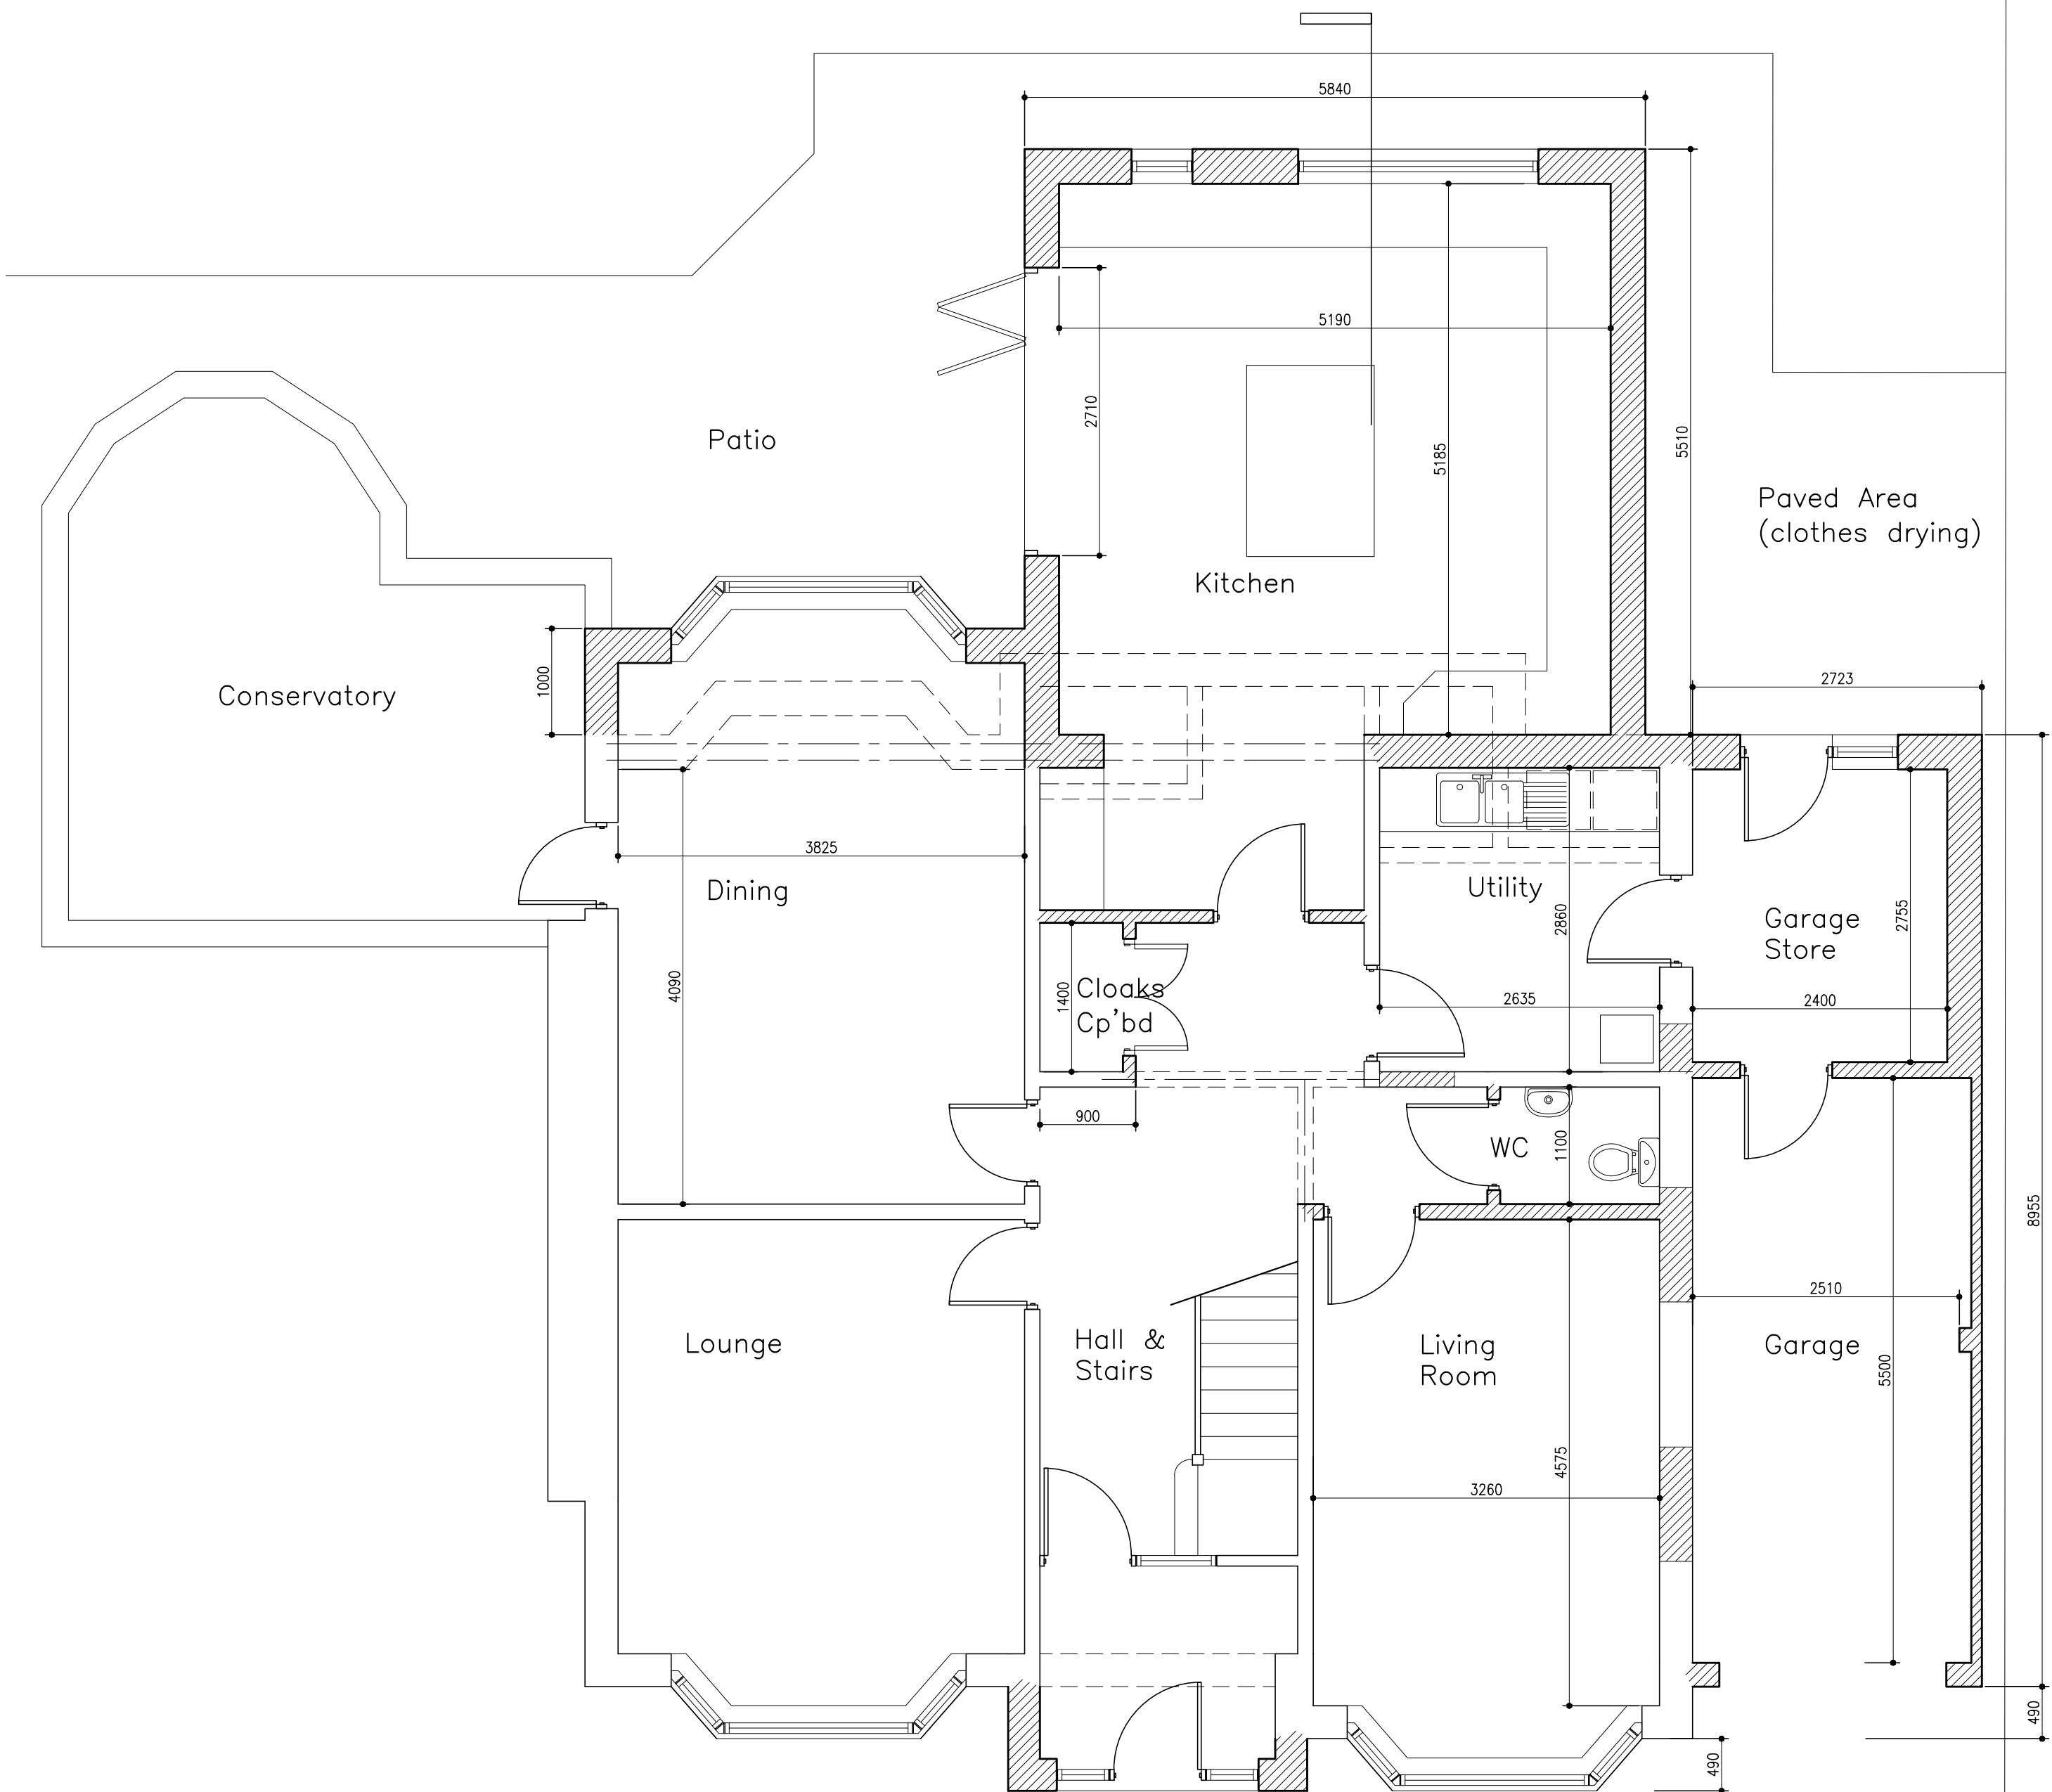 5840
5190
2710
5185
5510
Patio
Paved Area
(clothes drying)
Kitchen
1000
Conservatory
2723
3825
Dining
Utility
2860
Garage
Store
2755
4090
1400
Cloaks
Cp'bd
2635
2400
900
WC
1100
8955
2510
Lounge
Hall &
Stairs
Living
Room
Garage
5500
4575
3260
490
490